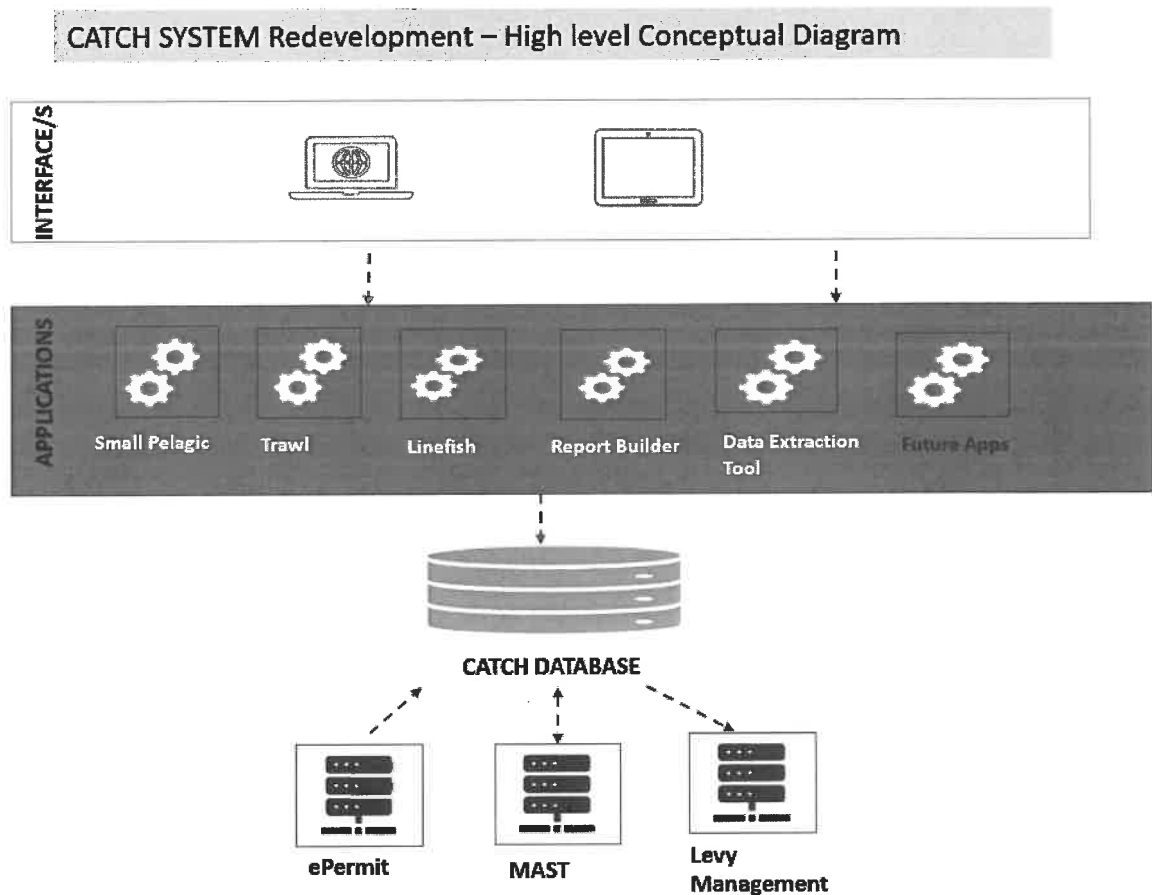 CATCH SYSTEM Redevelopment – High level Conceptual Diagram
INTERFACE/S
APPLICATIONS
Small Pelagic
Trawl
Linefish
Report Builder
Data Extraction
Tool
Future Apps
CATCH DATABASE
ePermit
MAST
Levy
Management